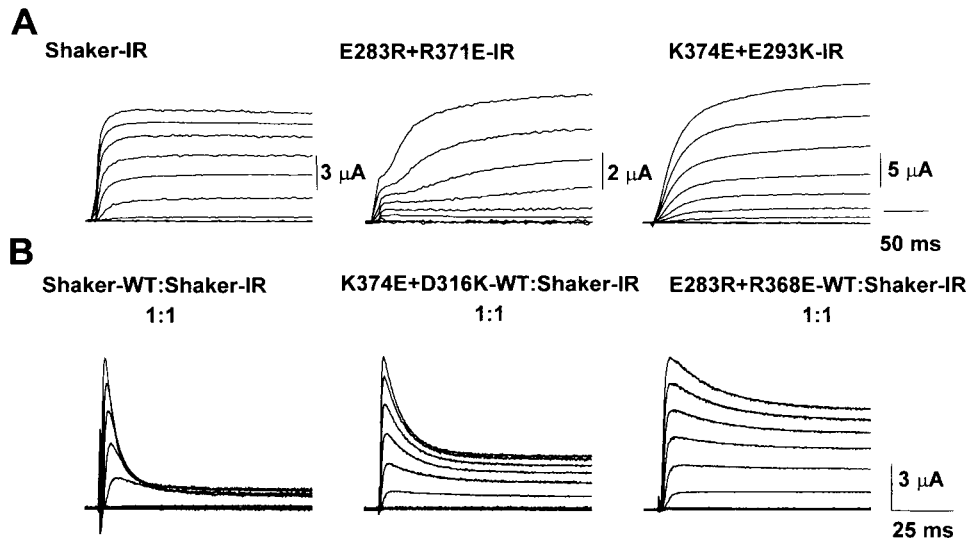 A
Shaker-IR
E283R+R371E-IR
K374E+E293K-IR
3 μA
2 μA
5 μA
50 ms
B
Shaker-WT:Shaker-IR
1:1
K374E+D316K-WT:Shaker-IR
1:1
E283R+R368E-WT:Shaker-IR
1:1
3 μA
25 ms